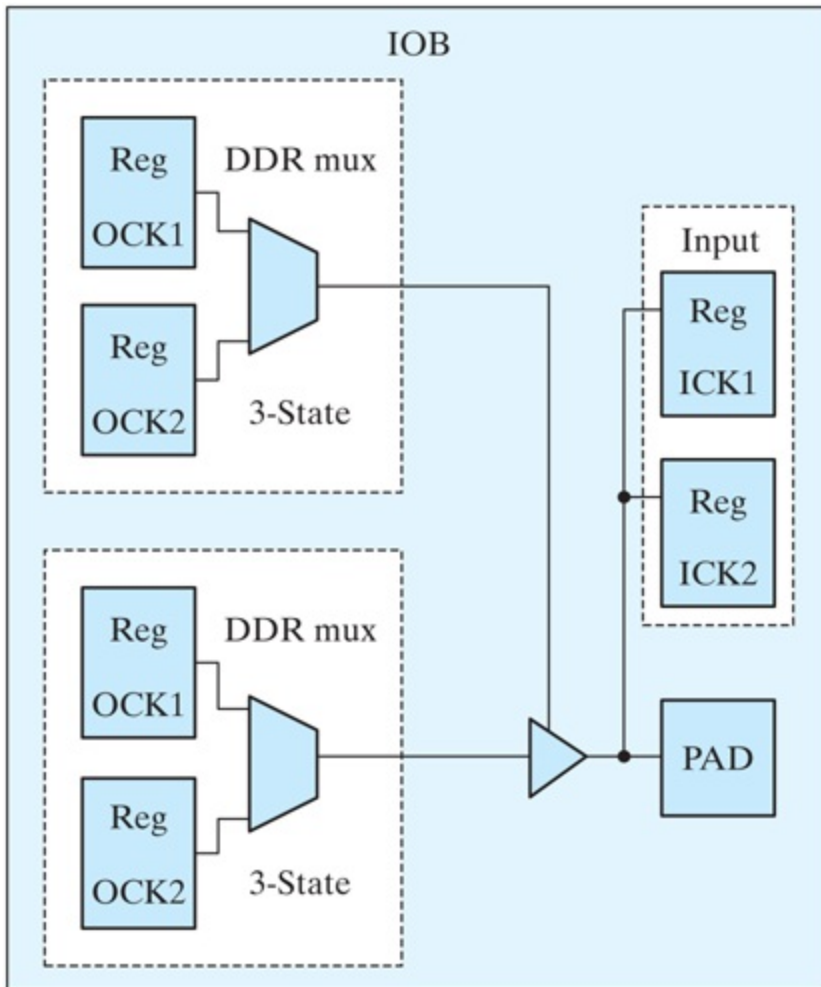 IOB
Reg
OCK1
DDR mux
Reg
OCK2
3-State
Input
Reg
ICK1
Reg
ICK2
Reg
OCK1
DDR mux
Reg
OCK2
3-State
PAD